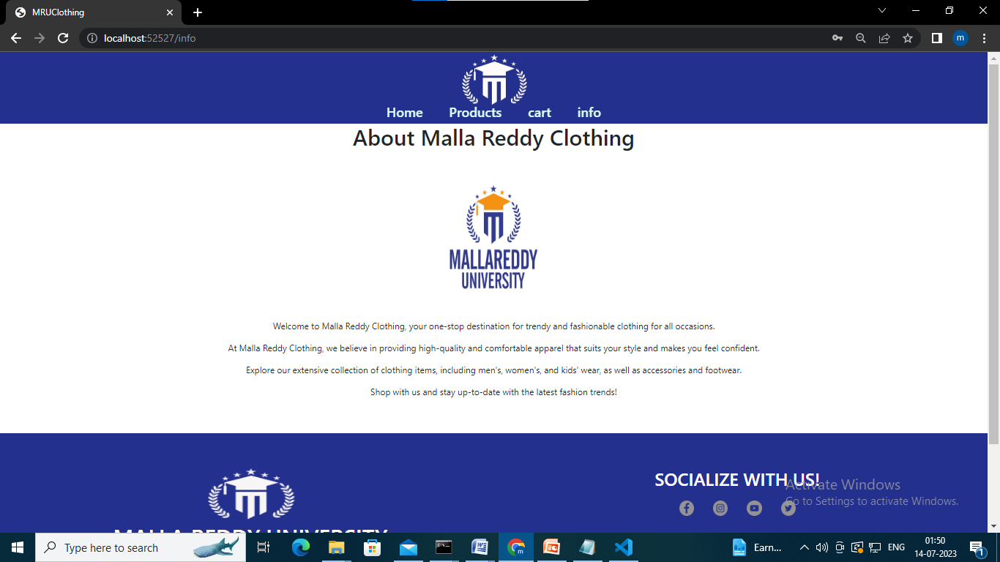 MRUClothing
localhost:52527/info
m
Home Products cart info
About Malla Reddy Clothing
MALLAREDDY
UNIVERSITY
Welcome to Malla Reddy Clothing, your one-stop destination for trendy and fashionable clothing for all occasions.
At Malla Reddy Clothing, we believe in providing high-quality and comfortable apparel that suits your style and makes you feel confident.
Explore our extensive collection of clothing items, including men's, women's, and kids' wear, as well as accessories and footwear.
Shop with us and stay up-to-date with the latest fashion trends!
SOCIALIZE WITH US!
Activate Windows
Go to Settings to activate Windows.
MALLA REDDY UNIVERSITY
Type here to search
Earn...
ENG
01:50
14-07-2023
1